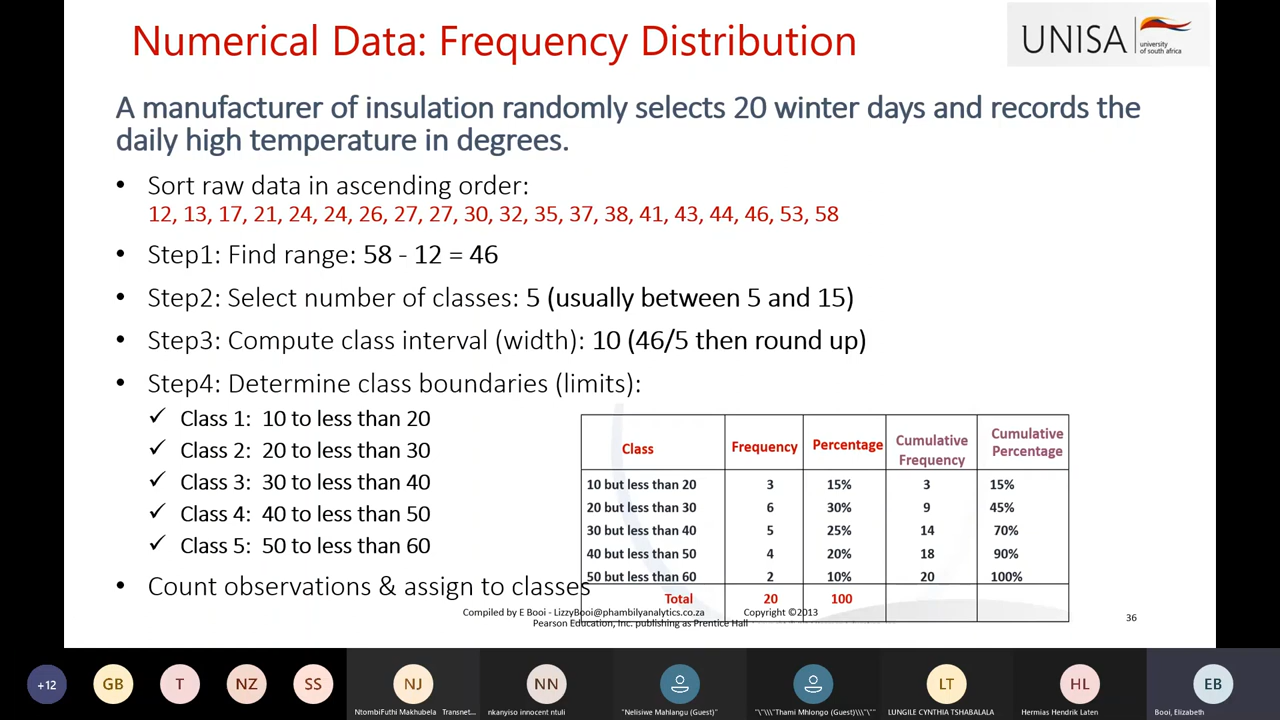 Numerical Data: Frequency Distribution
UNISA
university
of south africa
A manufacturer of insulation randomly selects 20 winter days and records the
daily high temperature in degrees.
• Sort raw data in ascending order:
12, 13, 17, 21, 24, 24, 26, 27, 27, 30, 32, 35, 37, 38, 41, 43, 44, 46, 53, 58
• Step1: Find range: 58 - 12 = 46
• Step2: Select number of classes: 5 (usually between 5 and 15)
• Step3: Compute class interval (width): 10 (46/5 then round up)
• Step4: Determine class boundaries (limits):
✓ Class 1: 10 to less than 20
✓ Class 2: 20 to less than 30
✓ Class 3: 30 to less than 40
✓ Class 4: 40 to less than 50
✓ Class 5: 50 to less than 60
• Count observations & assign to classes
Class Frequency Percentage Cumulative Frequency Cumulative Percentage
10 but less than 20 3 15% 3 15%
20 but less than 30 6 30% 9 45%
30 but less than 40 5 25% 14 70%
40 but less than 50 4 20% 18 90%
50 but less than 60 2 10% 20 100%
Total 20 100
Compiled by E Booi - LizzyBooi@phambilyanalytics.co.za Copyright ©2013
Pearson Education, Inc. publishing as Prentice Hall
36
+12 GB T NZ SS NJ NN LT HL EB
NtombiFuthi Makhubela Transnet...
nkanyiso innocent ntuli
"Nelisiwe Mahlangu (Guest)"
"\"\\\"Thami Mhlongo (Guest)\\\"\""
LUNGILE CYNTHIA TSHABALALA
Hermias Hendrik Laten
Booi, Elizabeth